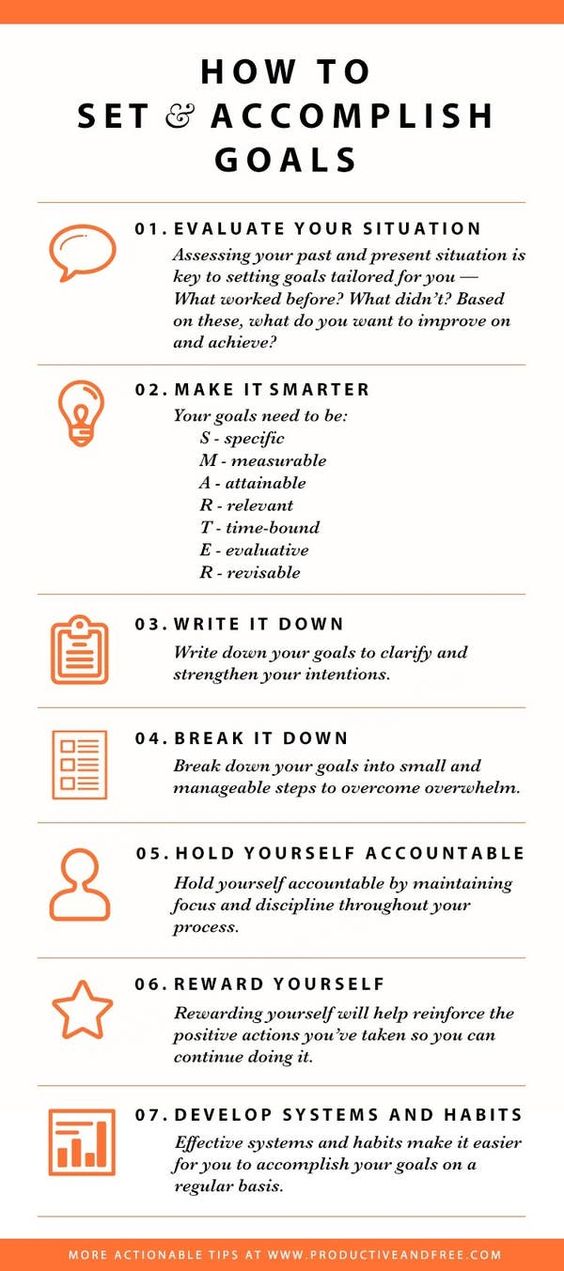 HOW TO
SET & ACCOMPLISH
GOALS
01. EVALUATE YOUR SITUATION
Assessing your past and present situation is
key to setting goals tailored for you —
What worked before? What didn't? Based
on these, what do you want to improve on
and achieve?
02. MAKE IT SMARTER
Your goals need to be:
S - specific
M - measurable
A - attainable
R - relevant
T - time-bound
E - evaluative
R - revisable
03. WRITE IT DOWN
Write down your goals to clarify and
strengthen your intentions.
04. BREAK IT DOWN
Break down your goals into small and
manageable steps to overcome overwhelm.
05. HOLD YOURSELF ACCOUNTABLE
Hold yourself accountable by maintaining
focus and discipline throughout your
process.
06. REWARD YOURSELF
Rewarding yourself will help reinforce the
positive actions you've taken so you can
continue doing it.
07. DEVELOP SYSTEMS AND HABITS
Effective systems and habits make it easier
for you to accomplish your goals on a
regular basis.
MORE ACTIONABLE TIPS AT WWW.PRODUCTIVEANDFREE.COM